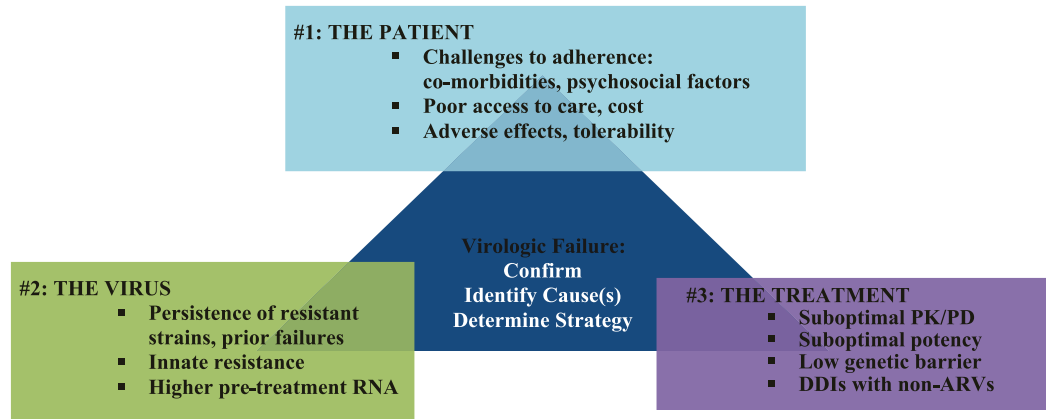 #1: THE PATIENT
▪ Challenges to adherence:
co-morbidities, psychosocial factors
▪ Poor access to care, cost
▪ Adverse effects, tolerability
Virologic Failure:
Confirm
Identify Cause(s)
Determine Strategy
#2: THE VIRUS
▪ Persistence of resistant
strains, prior failures
▪ Innate resistance
▪ Higher pre-treatment RNA
#3: THE TREATMENT
▪ Suboptimal PK/PD
▪ Suboptimal potency
▪ Low genetic barrier
▪ DDIs with non-ARVs